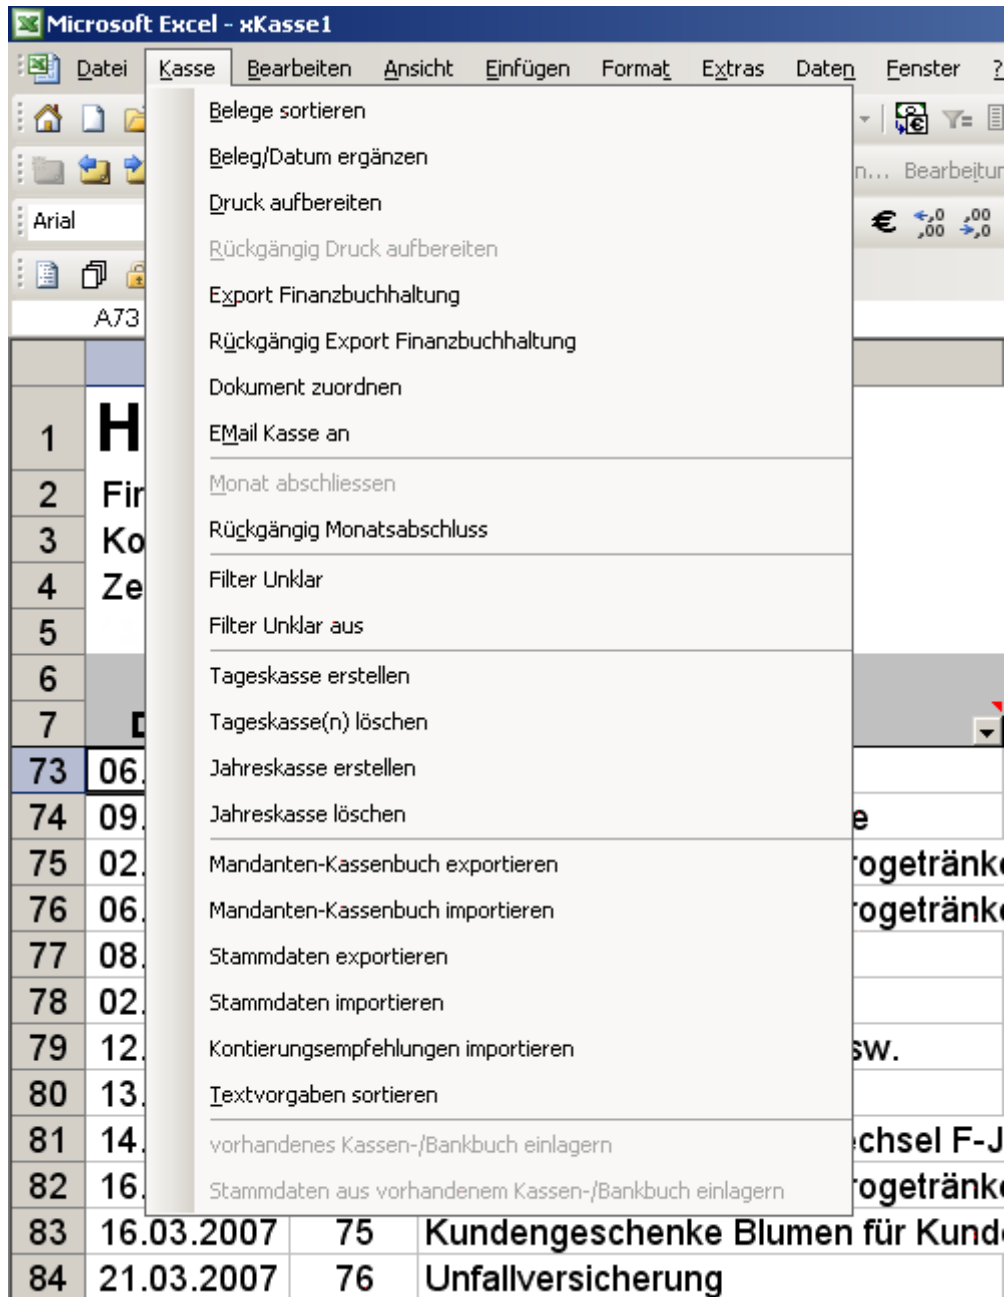 Microsoft Excel - xKasse1
Datei Kasse Bearbeiten Ansicht Einfügen Format Extras Daten Fenster ?
Belege sortieren
Beleg/Datum ergänzen
n... Bearbeitun
Druck aufbereiten
Arial
€
Rückgängig Druck aufbereiten
Export Finanzbuchhaltung
A73
Rückgängig Export Finanzbuchhaltung
Dokument zuordnen
1 H
EMail Kasse an
Monat abschliessen
2 Fir
Rückgängig Monatsabschluss
3 Ko
Filter Unklar
4 Ze
Filter Unklar aus
5
Tageskasse erstellen
6
Tageskasse(n) löschen
7
Jahreskasse erstellen
73 06.
Jahreskasse löschen
74 09. e
Mandanten-Kassenbuch exportieren
75 02. rogetränke
Mandanten-Kassenbuch importieren
76 06. rogetränke
Stammdaten exportieren
77 08.
Stammdaten importieren
78 02.
Kontierungsempfehlungen importieren
79 12. sw.
Textvorgaben sortieren
80 13.
vorhandenes Kassen-/Bankbuch einlagern
81 14. echsel F-J
Stammdaten aus vorhandenem Kassen-/Bankbuch einlagern
82 16. rogetränke
83 16.03.2007 75 Kundengeschenke Blumen für Kunde
84 21.03.2007 76 Unfallversicherung